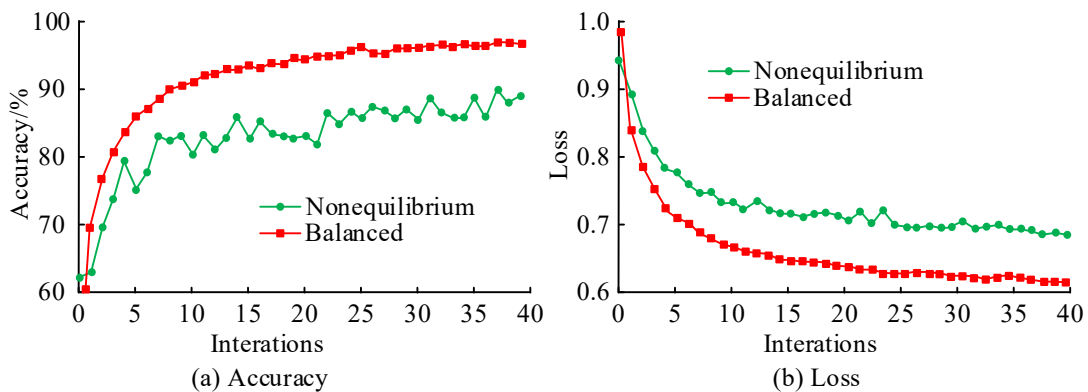 Accuracy/%
100
90
80
70
60
0
5
10
15
20
25
30
35
40
Nonequilibrium
Balanced
Interations
(a) Accuracy
Loss
1.0
0.9
0.8
0.7
0.6
0
5
10
15
20
25
30
35
40
Nonequilibrium
Balanced
Interations
(b) Loss